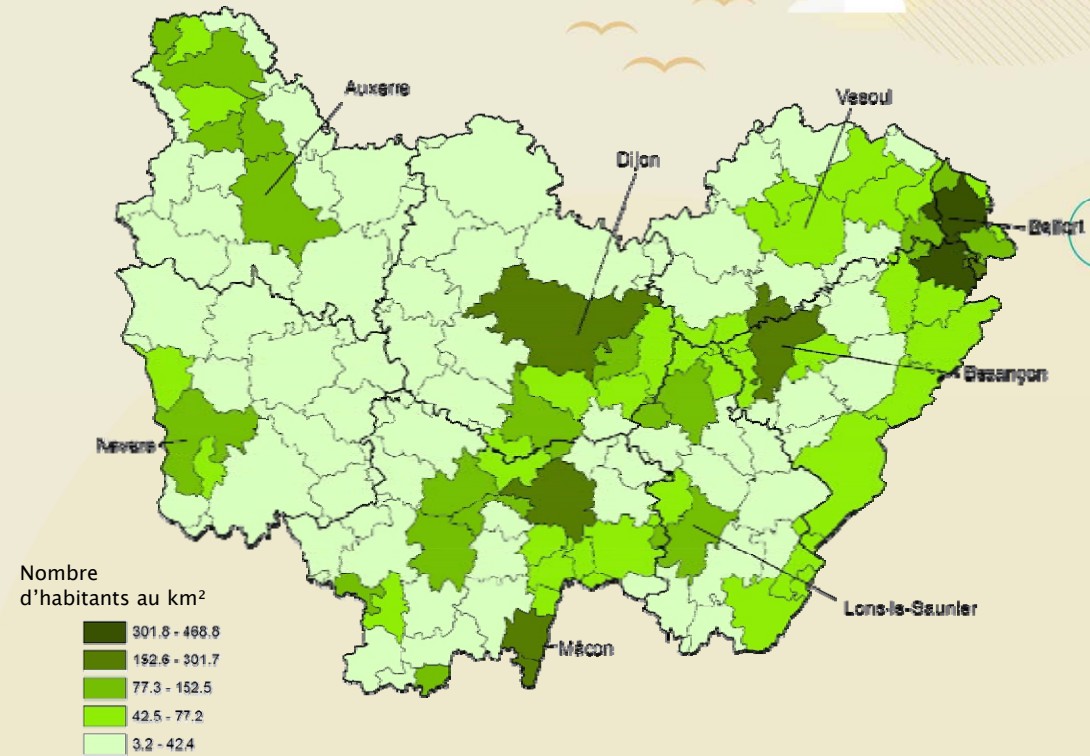 Auxerre
Vesoul
Dijon
Belfort
Besançon
Nevers
Nombre
d'habitants au km²
301.8 - 468.8
152.6 - 301.7
77.3 - 152.5
42.5 - 77.2
3.2 - 42.4
Lons-le-Saunier
Mâcon